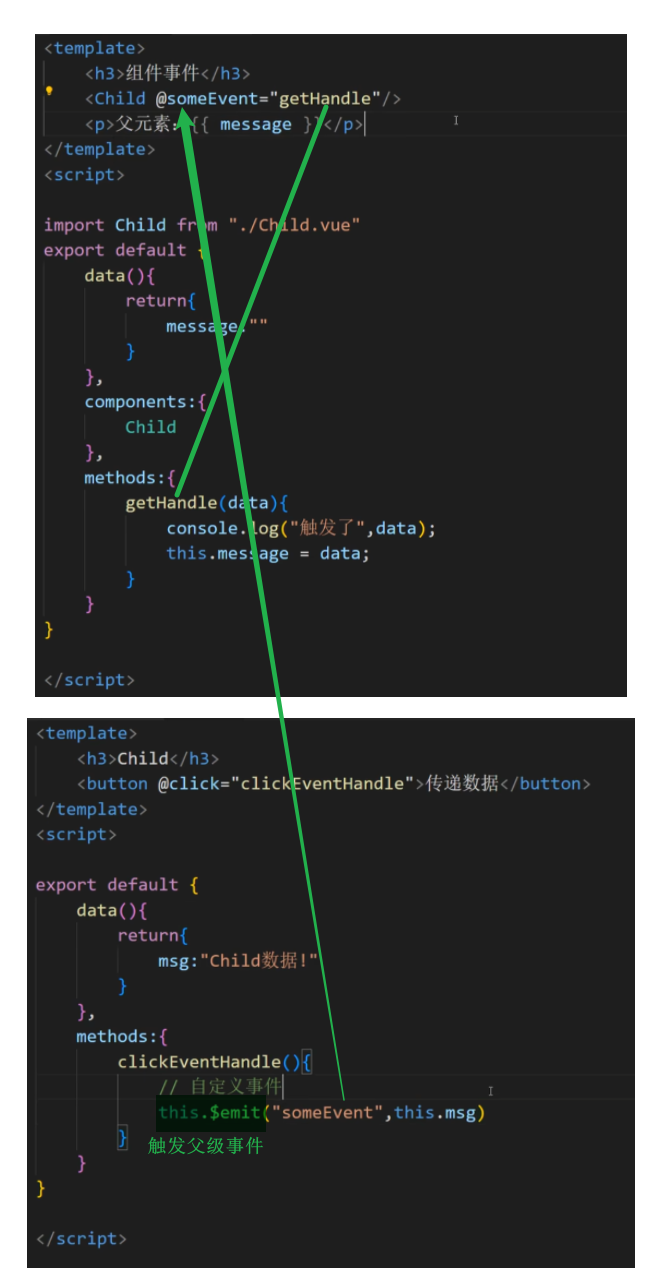 <template>
<h3>组件事件</h3>
<Child @someEvent="getHandle"/>
<p>父元素：{{ message }}</p>
</template>
<script>
import Child from "./Child.vue"
export default {
data(){
return{
message:""
}
},
components:{
Child
},
methods:{
getHandle(data){
console.log("触发了",data);
this.message = data;
}
}
}
</script>
<template>
<h3>Child</h3>
<button @click="clickEventHandle">传递数据</button>
</template>
<script>
export default {
data(){
return{
msg:"Child数据!"
}
},
methods:{
clickEventHandle(){
// 自定义事件
this.$emit("someEvent",this.msg)
}
触发父级事件
}
}
</script>